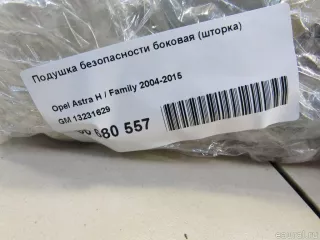 Подушка безопасности боковая (шторка)
Opel Astra H / Family 2004-2015
GM 13231629
680 557